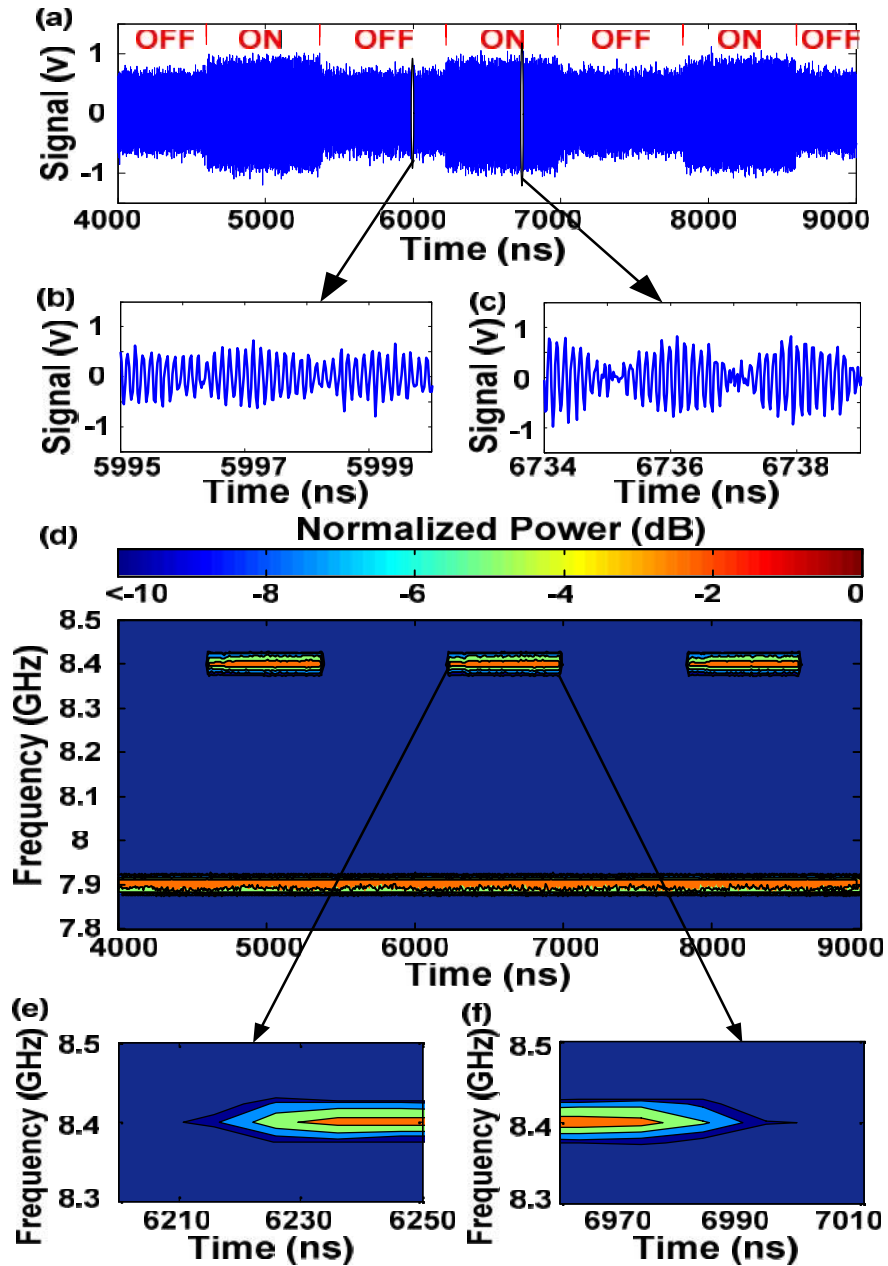 (a)
OFF ON OFF ON OFF ON OFF
Signal (v)
1
0
-1
4000 5000 6000 7000 8000 9000
Time (ns)
(b)
Signal (v)
1
0
-1
5995 5997 5999
Time (ns)
(c)
Signal (v)
1
0
-1
6734 6736 6738
Time (ns)
(d)
Normalized Power (dB)
<-10 -8 -6 -4 -2 0
Frequency (GHz)
8.5
8.4
8.3
8.2
8.1
8
7.9
7.8
4000 5000 6000 7000 8000 9000
Time (ns)
(e)
Frequency (GHz)
8.5
8.4
8.3
6210 6230 6250
Time (ns)
(f)
Frequency (GHz)
8.5
8.4
8.3
6970 6990 7010
Time (ns)